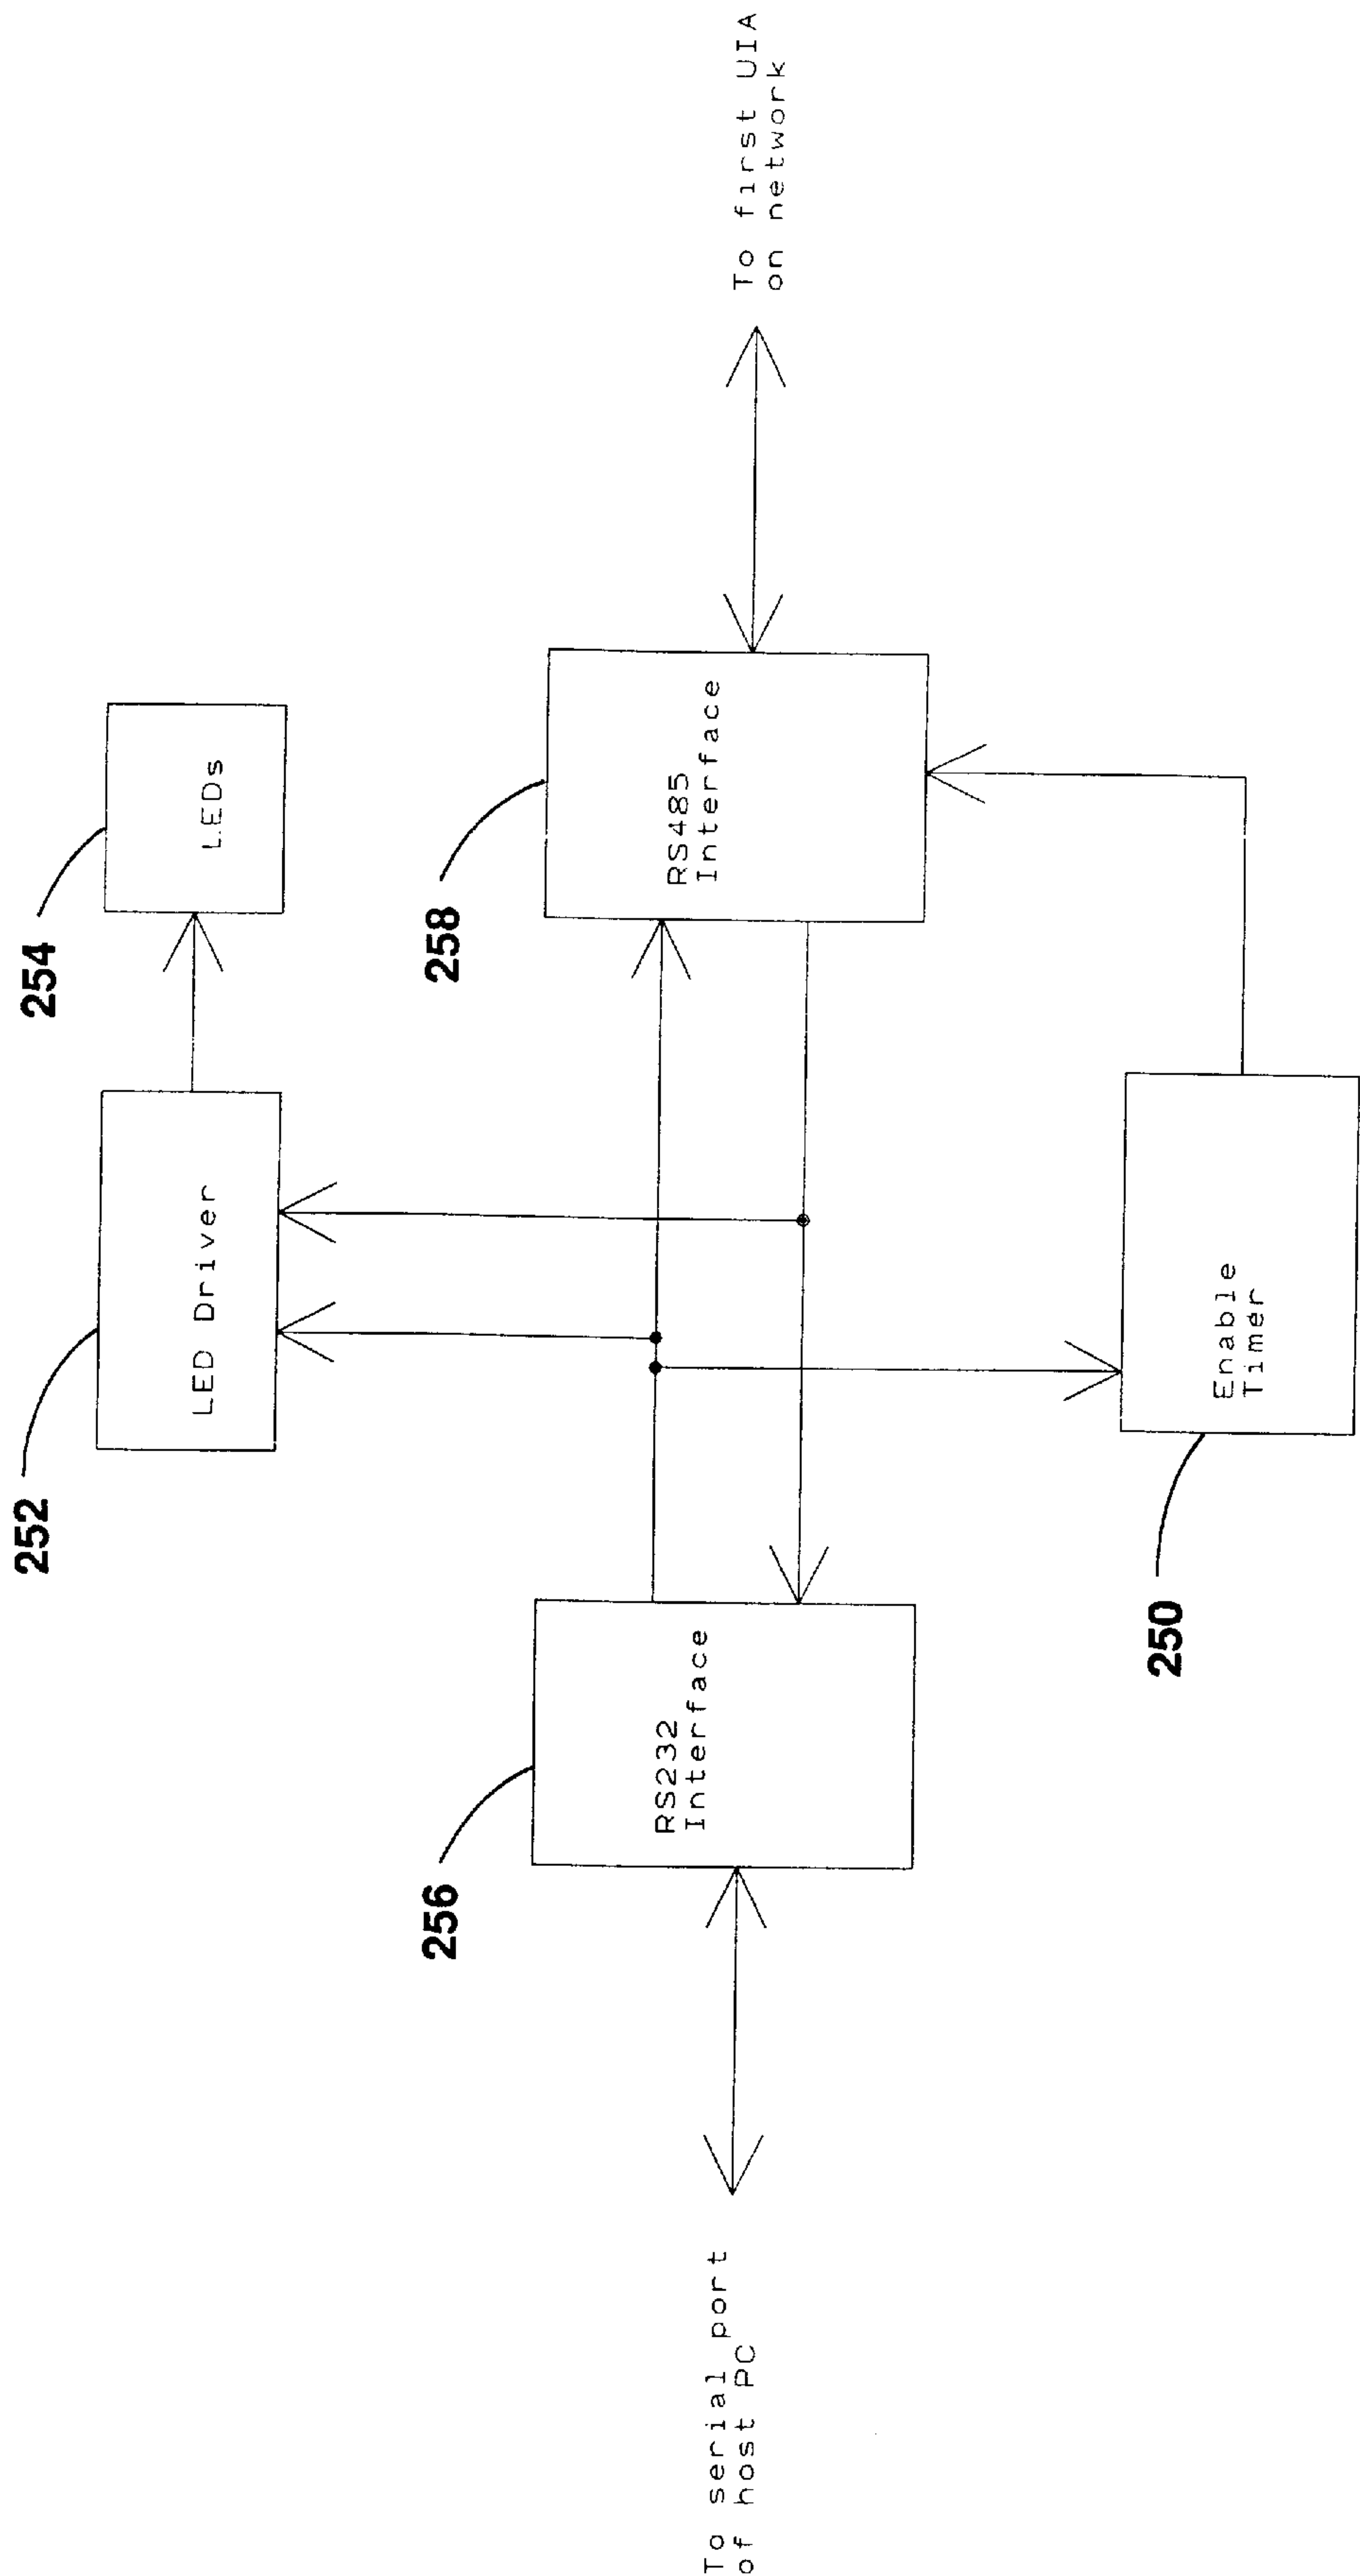 252
254
LED Driver
LEDs
256
258
To serial port
of host PC
RS232
Interface
RS485
Interface
To first UIA
on network
250
Enable
Timer